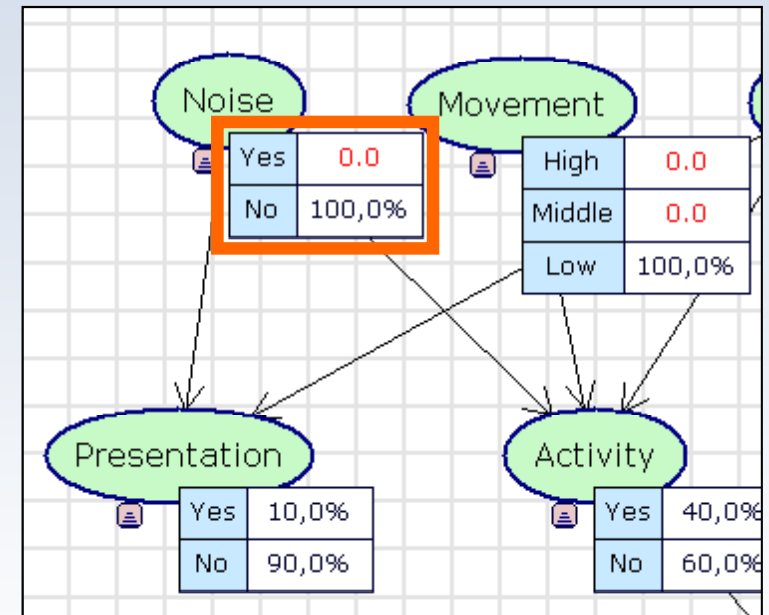 Noise
Movement
Yes 0.0
No 100,0%
High 0.0
Middle 0.0
Low 100,0%
Presentation
Activity
Yes 10,0%
No 90,0%
Yes 40,0%
No 60,0%